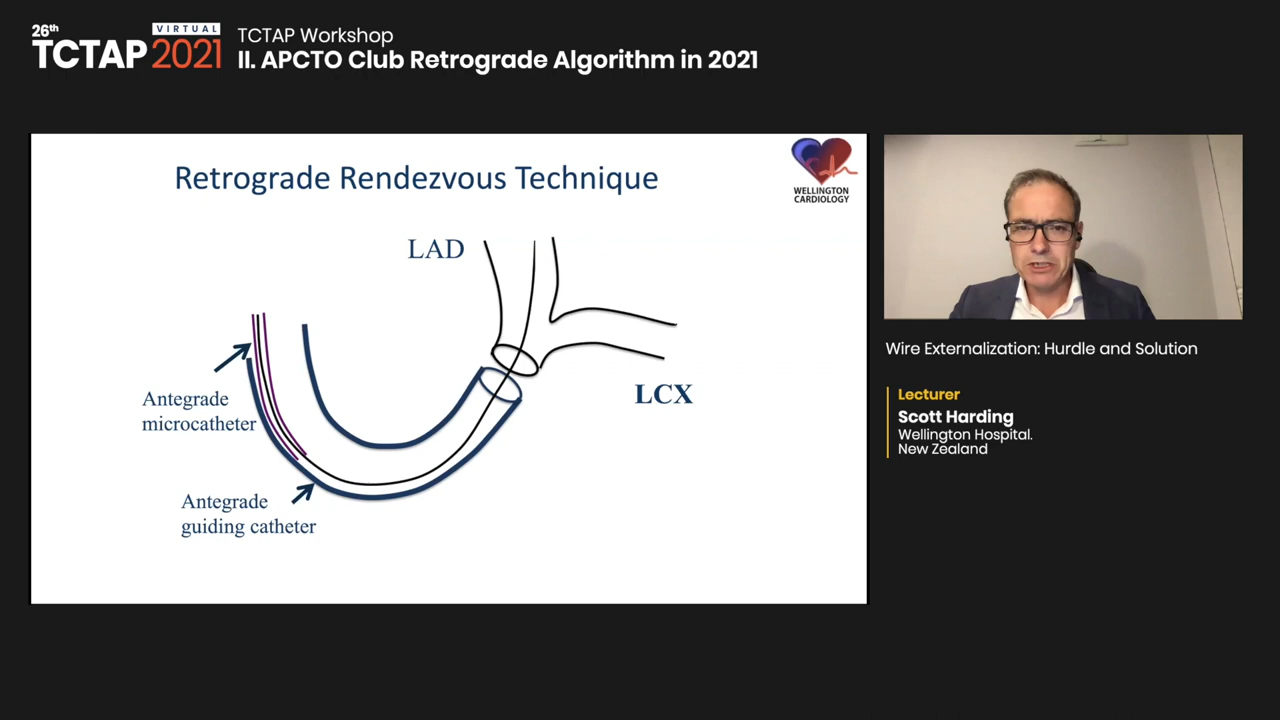 26th
VIRTUAL
TCTAP 2021
TCTAP Workshop
II. APCTO Club Retrograde Algorithm in 2021
Retrograde Rendezvous Technique
WELLINGTON
CARDIOLOGY
LAD
LCX
Antegrade
microcatheter
Antegrade
guiding catheter
Wire Externalization: Hurdle and Solution
Lecturer
Scott Harding
Wellington Hospital.
New Zealand